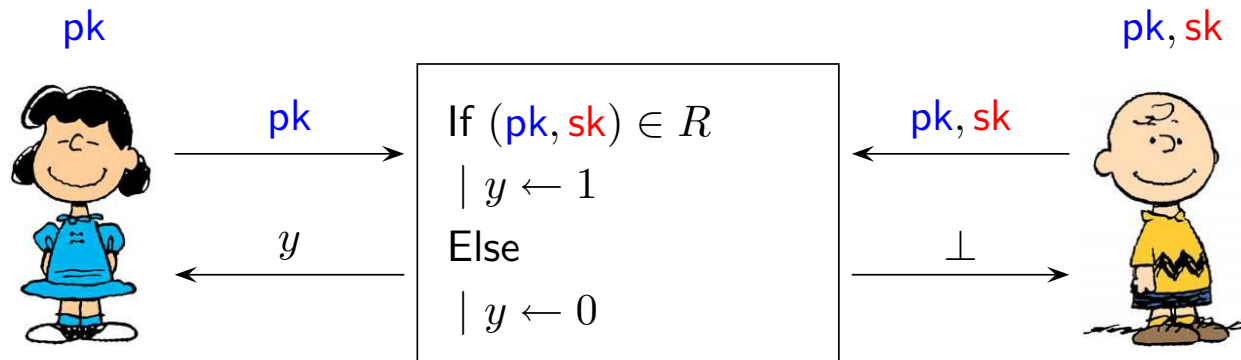 pk
pk, sk
pk
If (pk, sk) ∈ R
pk, sk
| y ← 1
y
Else
⊥
| y ← 0